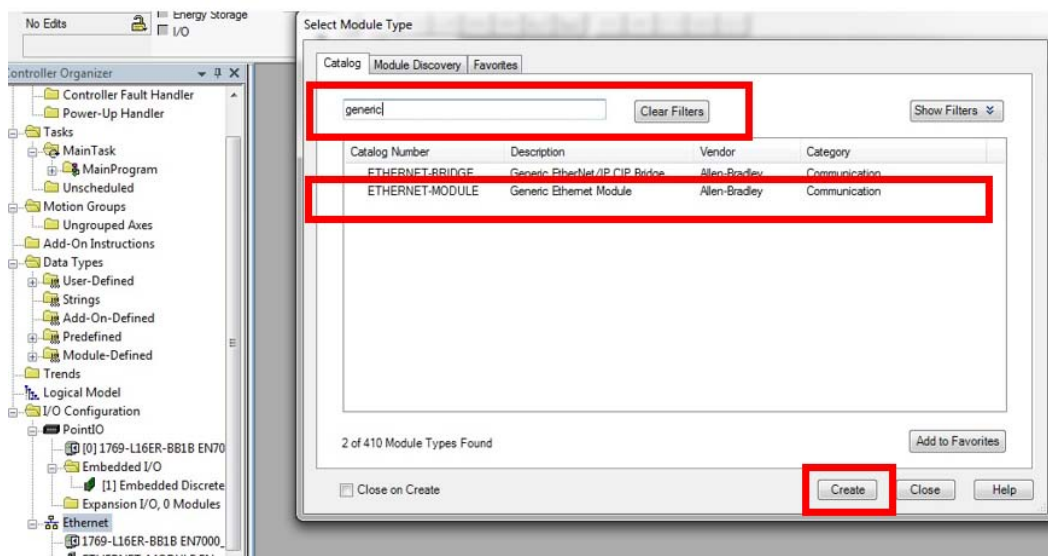 No Edits
Energy Storage
I/O
Controller Organizer
Controller Fault Handler
Power-Up Handler
Tasks
MainTask
MainProgram
Unscheduled
Motion Groups
Ungrouped Axes
Add-On Instructions
Data Types
User-Defined
Strings
Add-On-Defined
Predefined
Module-Defined
Trends
Logical Model
I/O Configuration
PointIO
[0] 1769-L16ER-BB1B EN70
Embedded I/O
[1] Embedded Discrete
Expansion I/O, 0 Modules
Ethernet
1769-L16ER-BB1B EN7000_
Select Module Type
Catalog Module Discovery Favorites
generic Clear Filters Show Filters
Catalog Number Description Vendor Category
ETHERNET-BRIDGE Generic EtherNet/IP CIP Bridge Allen-Bradley Communication
ETHERNET-MODULE Generic Ethernet Module Allen-Bradley Communication
2 of 410 Module Types Found Add to Favorites
Close on Create Create Close Help